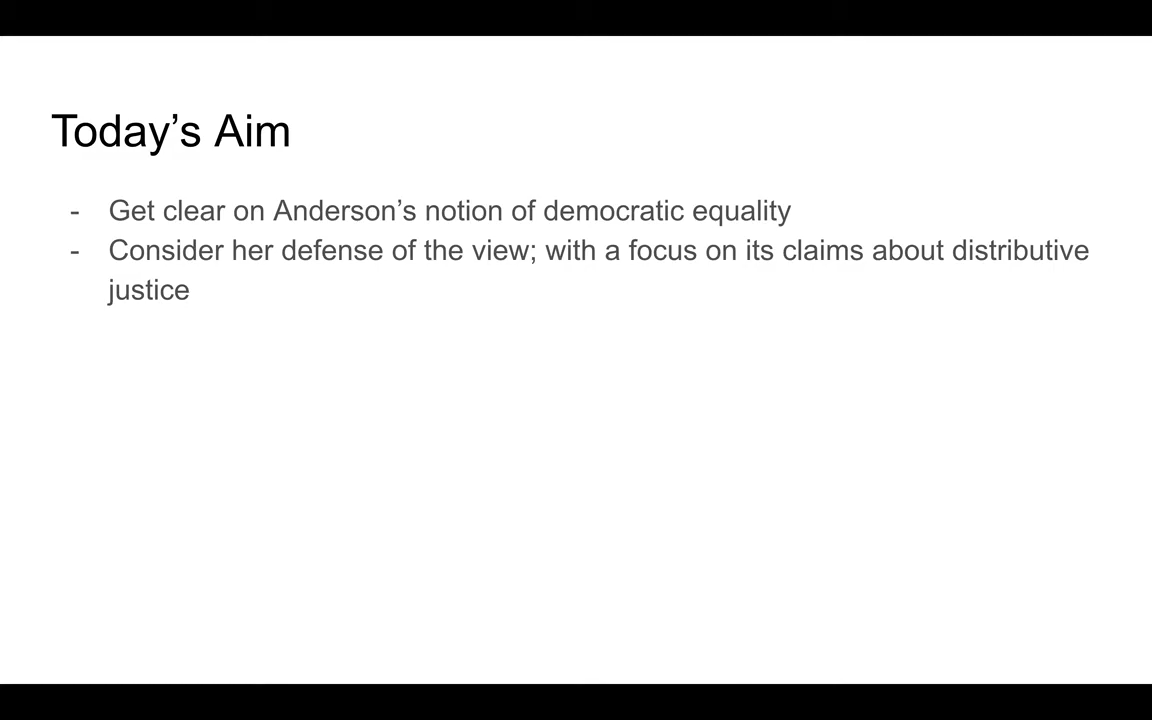 Today’s Aim
- Get clear on Anderson’s notion of democratic equality
- Consider her defense of the view; with a focus on its claims about distributive
justice